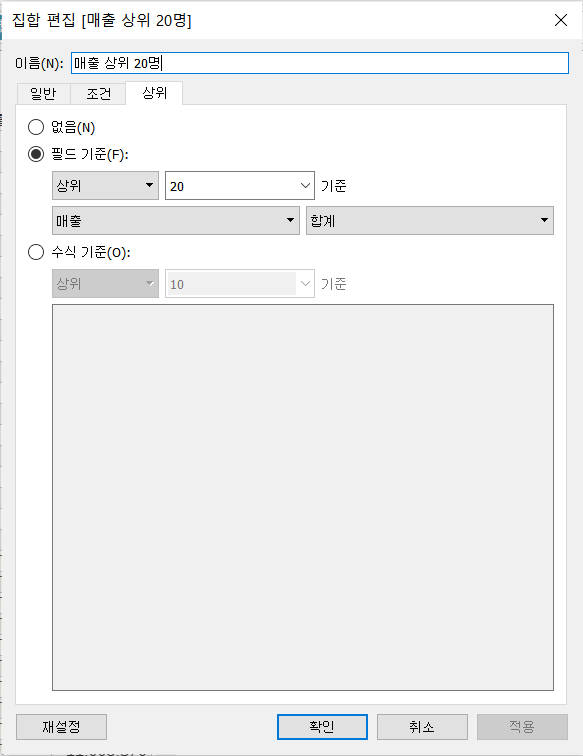 집합 편집 [매출 상위 20명]
이름(N): 매출 상위 20명
일반 조건 상위
없음(N)
필드 기준(F):
상위 20 기준
매출 합계
수식 기준(O):
상위 10 기준
재설정 확인 취소 적용